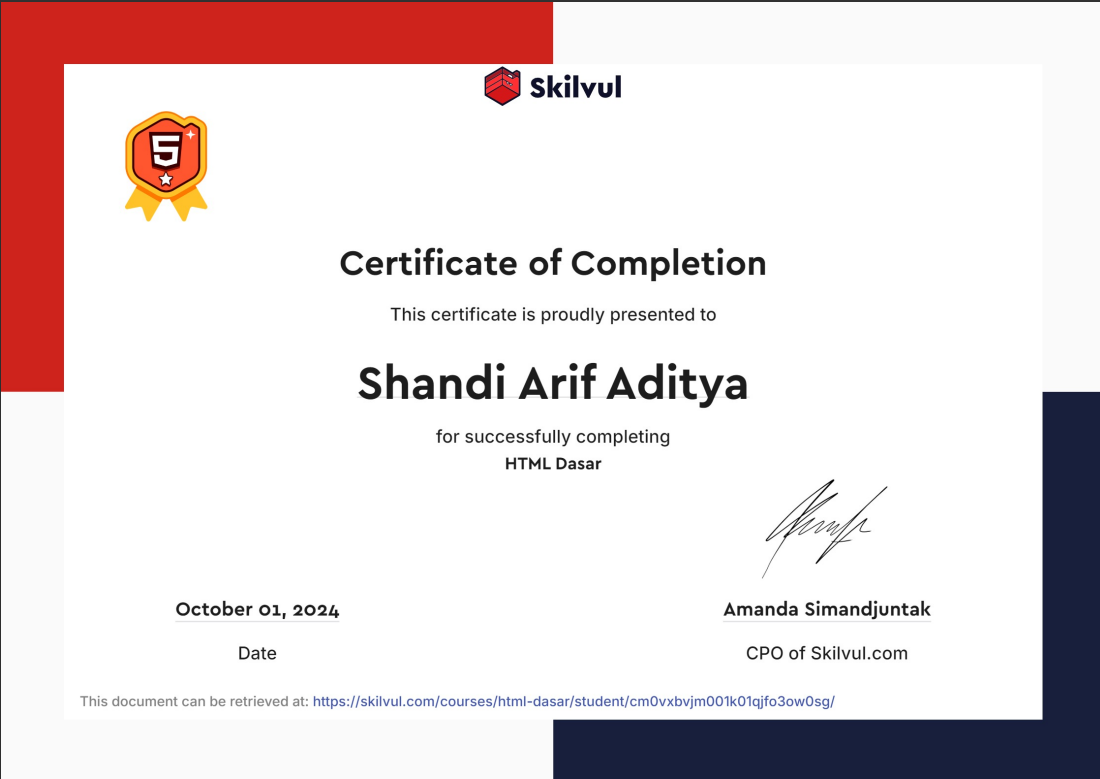 Skilvul
5
Certificate of Completion
This certificate is proudly presented to
Shandi Arif Aditya
for successfully completing
HTML Dasar
October 01, 2024
Amanda Simandjuntak
Date
CPO of Skilvul.com
This document can be retrieved at: https://skilvul.com/courses/html-dasar/student/cm0vxbvjm001k01qjfo3ow0sg/